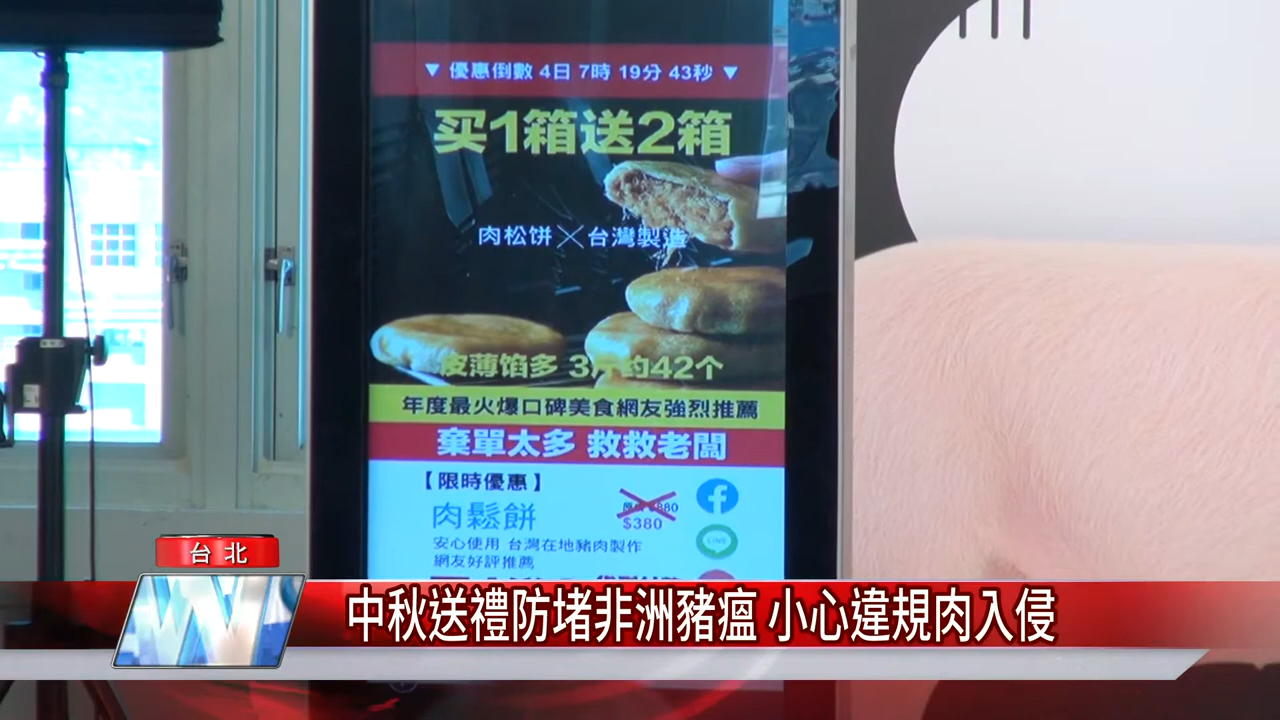 ▼ 優惠倒數 4日 7時 19分 43秒 ▼
买1箱送2箱
肉松饼╳台灣製造
皮薄馅多 3斤约42个
年度最火爆口碑美食網友強烈推薦
棄單太多 救救老闆
【限時優惠】
肉鬆餅
$380
安心使用 台灣在地豬肉製作
網友好評推薦
LINE
台北
中秋送禮防堵非洲豬瘟 小心違規肉入侵